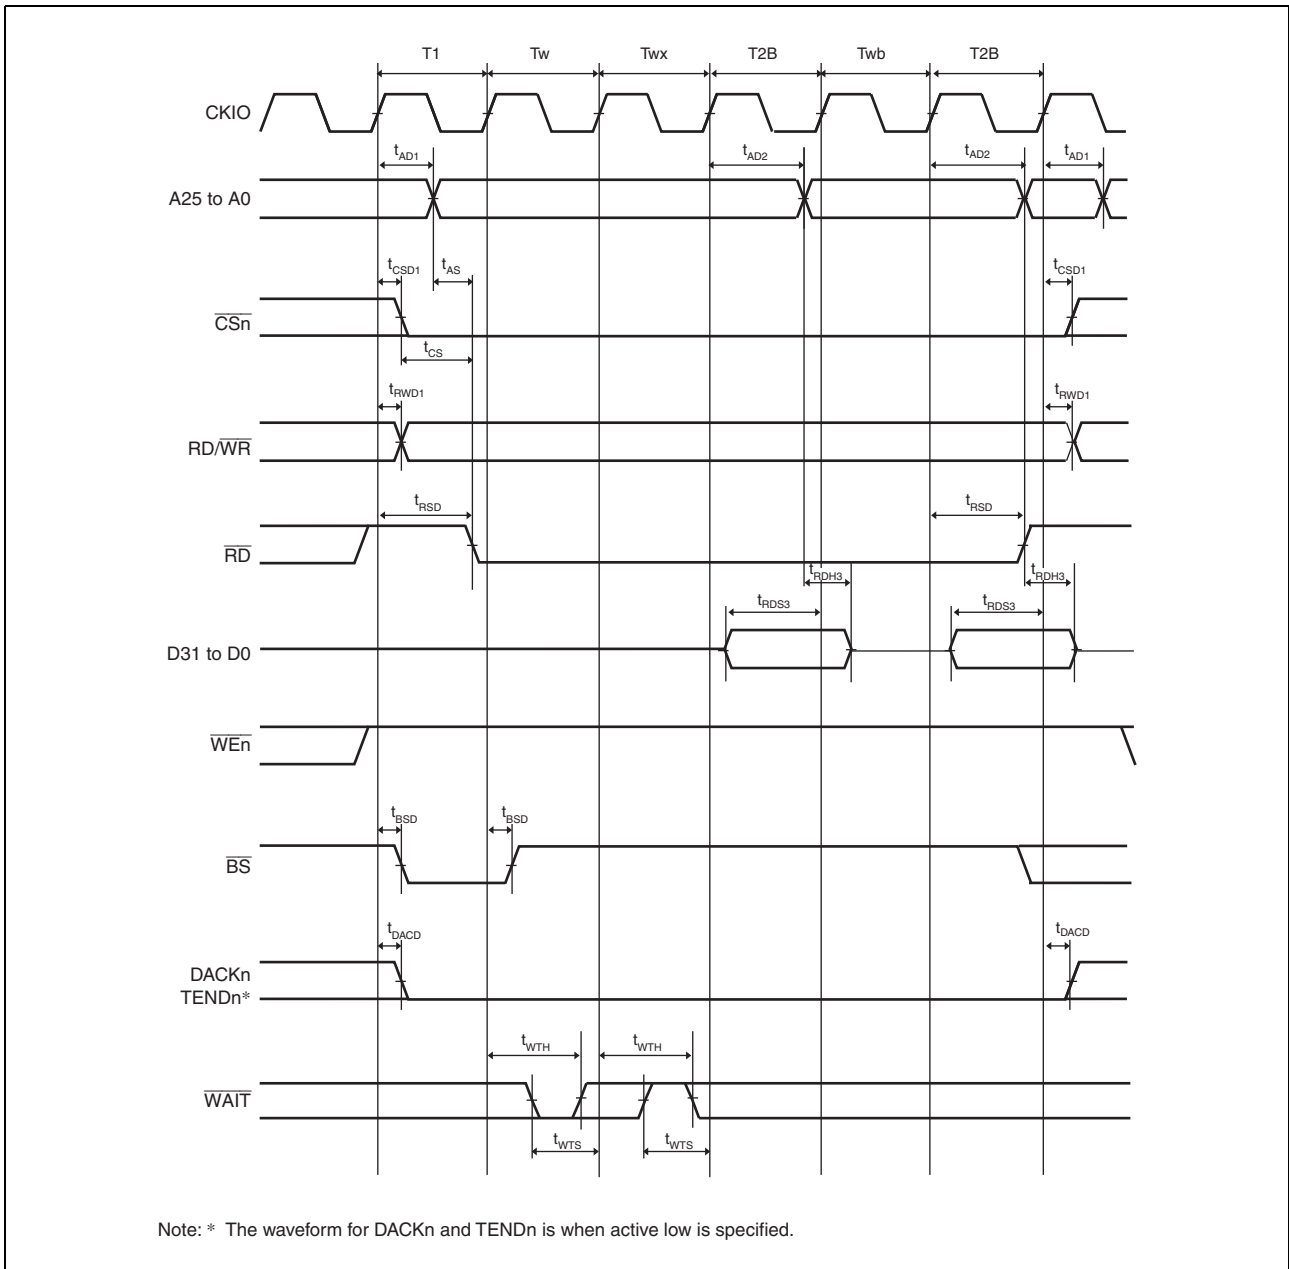 T1 Tw Twx T2B Twb T2B
CKIO
tAD1 tAD2 tAD2 tAD1
A25 to A0
tCSD1 tAS tCSD1
CSn
tCS
tRWD1 tRWD1
RD/WR
tRSD tRSD
RD
tRDH3 tRDH3
tRDS3 tRDS3
D31 to D0
WEn
tBSD tBSD
BS
tDACD tDACD
DACKn
TENDn*
tWTH tWTH
WAIT
tWTS tWTS
Note: * The waveform for DACKn and TENDn is when active low is specified.